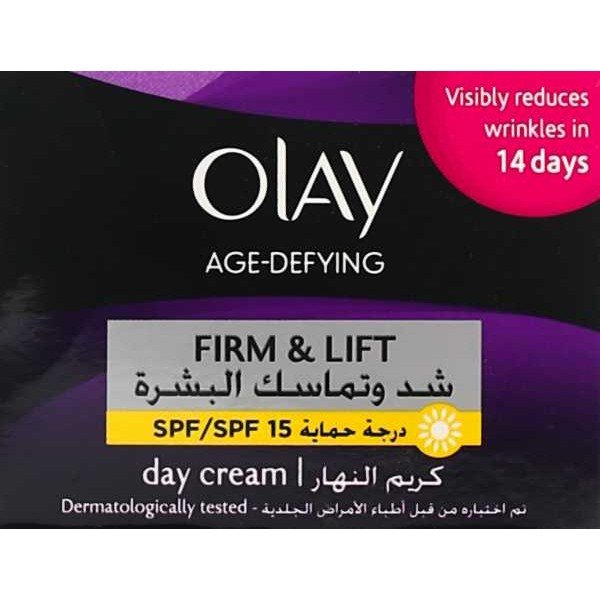 Visibly reduces
wrinkles in
14 days
OLAY
AGE-DEFYING
FIRM & LIFT
شد وتماسك البشرة
SPF/SPF 15 درجة حماية
day cream | كريم النهار
Dermatologically tested - تم اختباره من قبل أطباء الأمراض الجلدية